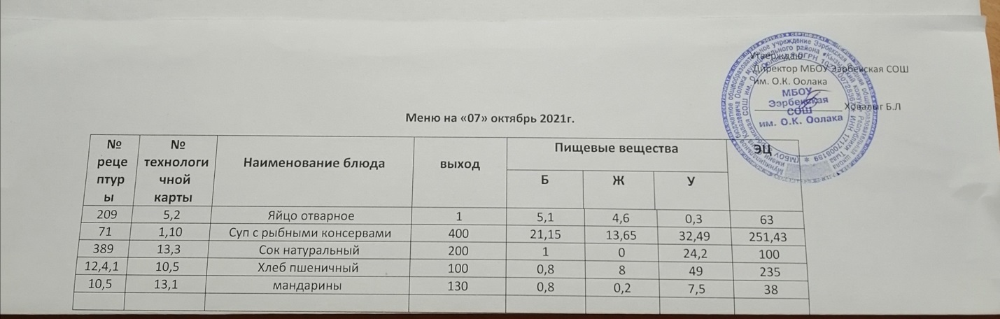 Утверждаю
Директор МБОУ Ээрбекская СОШ
им. О.К. Оолака
Ховалыг Б.Л
МБОУ
Ээрбекская
СОШ
им. О.К. Оолака
Меню на «07» октябрь 2021г.
№ рецептуры № технологичной карты Наименование блюда выход Пищевые вещества ЭЦ
Б Ж У
209 5,2 Яйцо отварное 1 5,1 4,6 0,3 63
71 1,10 Суп с рыбными консервами 400 21,15 13,65 32,49 251,43
389 13,3 Сок натуральный 200 1 0 24,2 100
12,4,1 10,5 Хлеб пшеничный 100 0,8 8 49 235
10,5 13,1 мандарины 130 0,8 0,2 7,5 38